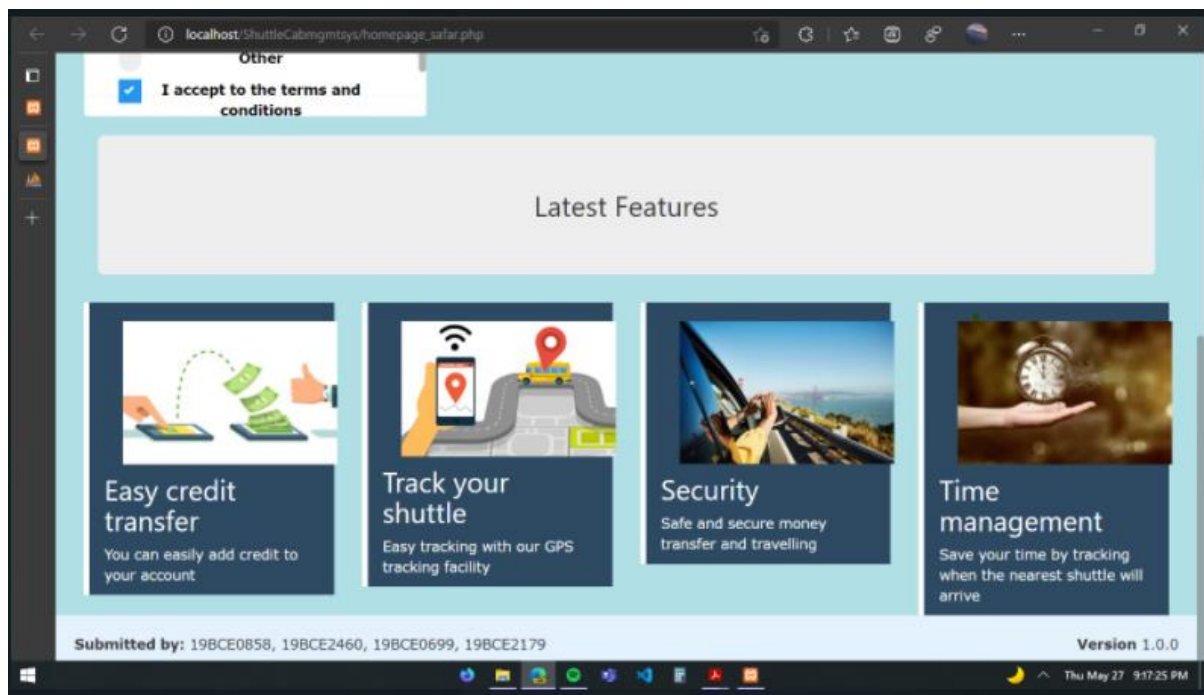 localhost/ShuttleCabmgmtsys/homepage_safar.php
Other
I accept to the terms and
conditions
Latest Features
Easy credit
transfer
You can easily add credit to
your account
Track your
shuttle
Easy tracking with our GPS
tracking facility
Security
Safe and secure money
transfer and travelling
Time
management
Save your time by tracking
when the nearest shuttle will
arrive
Submitted by: 19BCE0858, 19BCE2460, 19BCE0699, 19BCE2179
Version 1.0.0
Thu May 27 9:17:25 PM